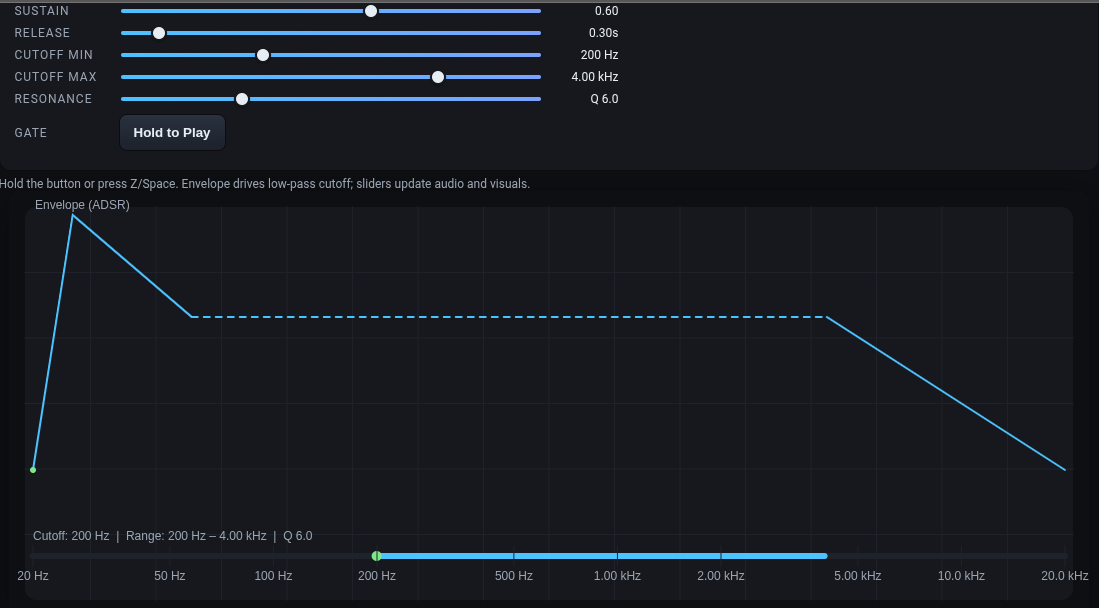 SUSTAIN 0.60
RELEASE 0.30s
CUTOFF MIN 200 Hz
CUTOFF MAX 4.00 kHz
RESONANCE Q 6.0
GATE Hold to Play
Hold the button or press Z/Space. Envelope drives low-pass cutoff; sliders update audio and visuals.
Envelope (ADSR)
Cutoff: 200 Hz | Range: 200 Hz – 4.00 kHz | Q 6.0
20 Hz 50 Hz 100 Hz 200 Hz 500 Hz 1.00 kHz 2.00 kHz 5.00 kHz 10.0 kHz 20.0 kHz